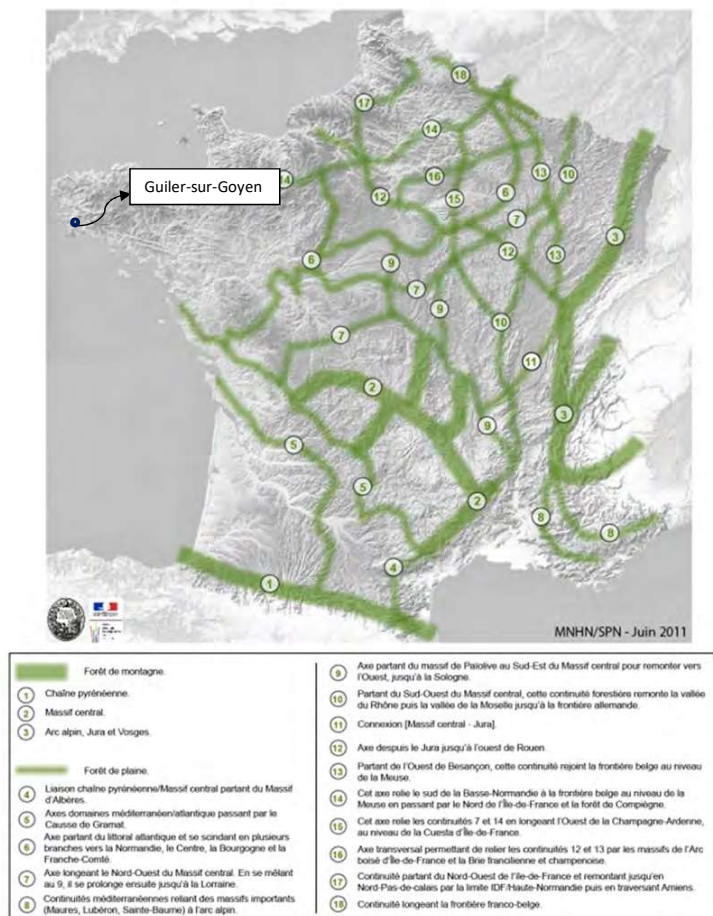 18
17
14
14
Guiler-sur-Goyen
16
13
10
12
15
6
7
3
6
9
12
13
7
9
10
7
11
2
3
9
5
5
2
8
8
4
1
MNHN/SPN - Juin 2011
Forêt de montagne.
1 Chaîne pyrénéenne.
2 Massif central.
3 Arc alpin, Jura et Vosges.
Forêt de plaine.
4 Liaison chaîne pyrénéenne/Massif central partant du Massif
d'Albères.
5 Axes domaines méditerranéen/atlantique passant par le
Causse de Gramat.
6 Axe partant du littoral atlantique et se scindant en plusieurs
branches vers la Normandie, le Centre, la Bourgogne et la
Franche-Comté.
7 Axe longeant le Nord-Ouest du Massif central. En se mêlant
au 9, il se prolonge ensuite jusqu'à la Lorraine.
8 Continuités méditerranéennes reliant des massifs importants
(Maures, Lubéron, Sainte-Baume) à l'arc alpin.
9 Axe partant du massif de Païolive au Sud-Est du Massif central pour remonter vers
l'Ouest, jusqu'à la Sologne.
10 Partant du Sud-Ouest du Massif central, cette continuité forestière remonte la vallée
du Rhône puis la vallée de la Moselle jusqu'à la frontière allemande.
11 Connexion [Massif central - Jura].
12 Axe despuis le Jura jusqu'à l'ouest de Rouen.
13 Partant de l'Ouest de Besançon, cette continuité rejoint la frontière belge au niveau
de la Meuse.
14 Cet axe relie le sud de la Basse-Normandie à la frontière belge au niveau de la
Meuse en passant par le Nord de l'Île-de-France et la forêt de Compiègne.
15 Cet axe relie les continuités 7 et 14 en longeant l'Ouest de la Champagne-Ardenne,
au niveau de la Cuesta d'Île-de-France.
16 Axe transversal permettant de relier les continuités 12 et 13 par les massifs de l'Arc
boisé d'Île-de-France et la Brie francilienne et champenoise.
17 Continuité partant du Nord-Ouest de l'Ile-de-France et remontant jusqu'en
Nord-Pas-de-calais par la limite IDF/Haute-Normandie puis en traversant Amiens.
18 Continuité longeant la frontière franco-belge.